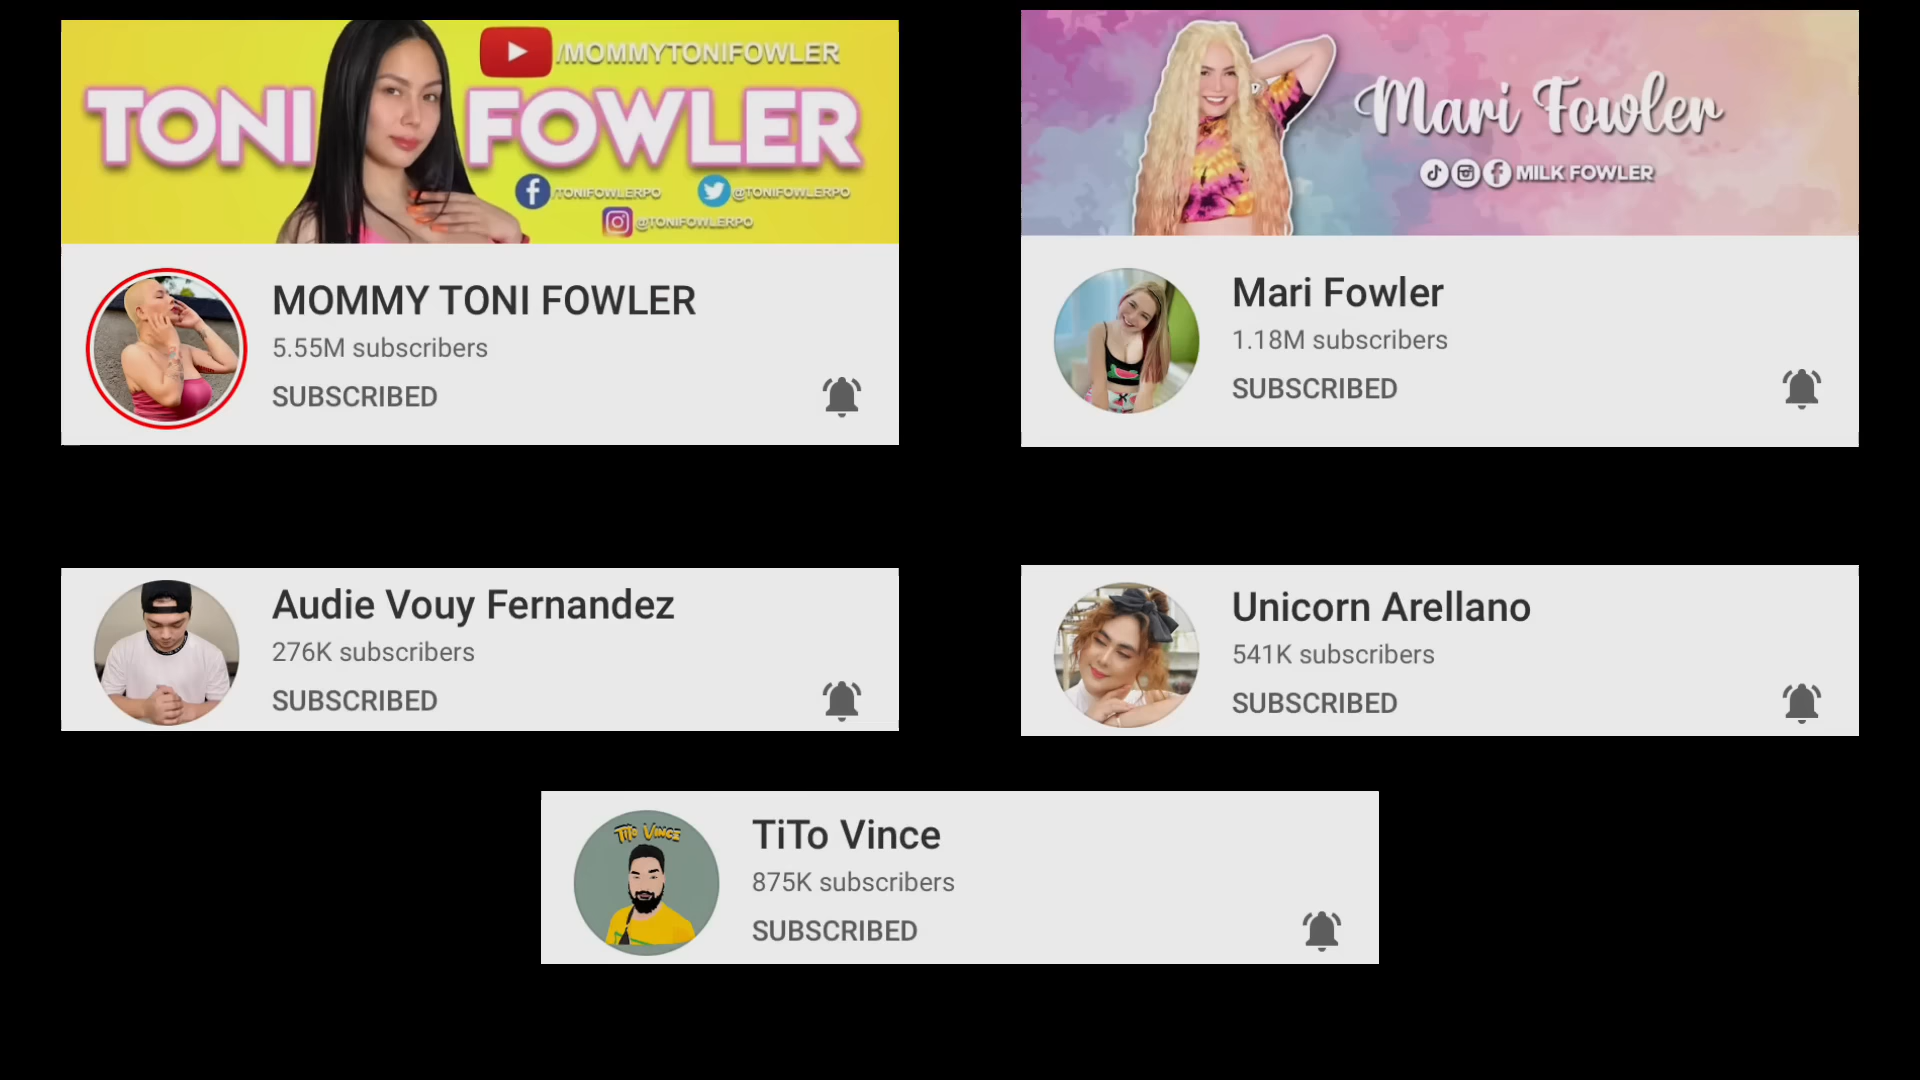 /MOMMYTONIFOWLER
TONI FOWLER
/TONIFOWLERPO
@TONIFOWLERPO
@TONIFOWLERPO
MOMMY TONI FOWLER
5.55M subscribers
SUBSCRIBED
Mari Fowler
MILK FOWLER
Mari Fowler
1.18M subscribers
SUBSCRIBED
Audie Vouy Fernandez
276K subscribers
SUBSCRIBED
Unicorn Arellano
541K subscribers
SUBSCRIBED
TiTo Vince
TiTo Vince
875K subscribers
SUBSCRIBED